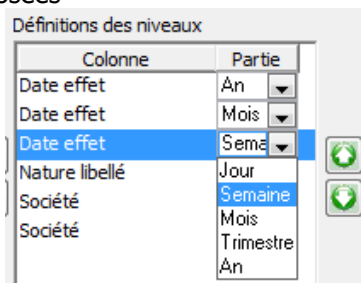 Définitions des niveaux
Colonne Partie
Date effet An
Date effet Mois
Date effet Sema
Nature libellé Jour
Société Semaine
Société Mois
Trimestre
An